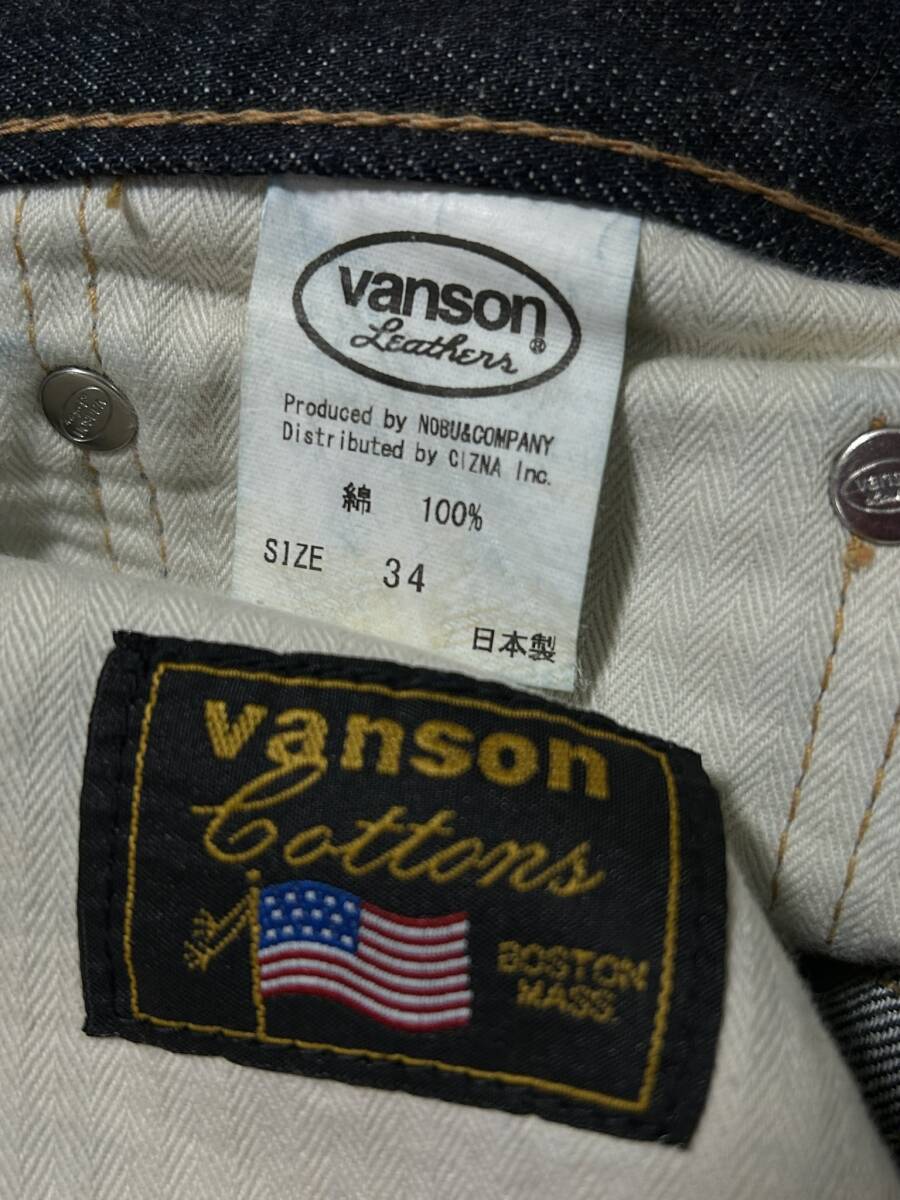 vanson
Leathers®
Produced by NOBU&COMPANY
Distributed by CIZNA Inc.
綿 100%
SIZE 34
日本製
vanson
Cottons
BOSTON
MASS.